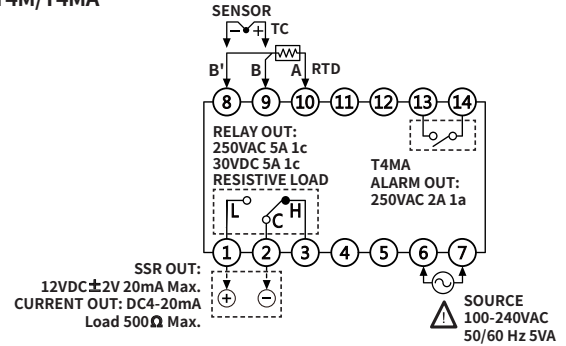 T4M/T4MA
SENSOR
- + TC
B' B A RTD
8 9 10 11 12 13 14
RELAY OUT:
250VAC 5A 1c
30VDC 5A 1c
RESISTIVE LOAD
T4MA
ALARM OUT:
250VAC 2A 1a
L C H
1 2 3 4 5 6 7
SSR OUT:
12VDC±2V 20mA Max.
CURRENT OUT: DC4-20mA
Load 500Ω Max.
+ -
SOURCE
100-240VAC
50/60 Hz 5VA